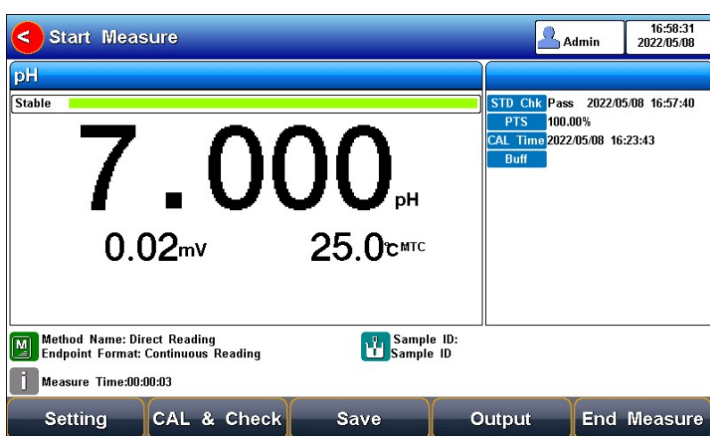 < Start Measure
Admin
16:58:31
2022/05/08
pH
Stable
7.000 pH
0.02mV 25.0℃ MTC
STD Chk Pass 2022/05/08 16:57:40
PTS 100.00%
CAL Time 2022/05/08 16:23:43
Buff
M
Method Name: Direct Reading
Endpoint Format: Continuous Reading
Sample ID:
Sample ID
i Measure Time:00:00:03
Setting CAL & Check Save Output End Measure